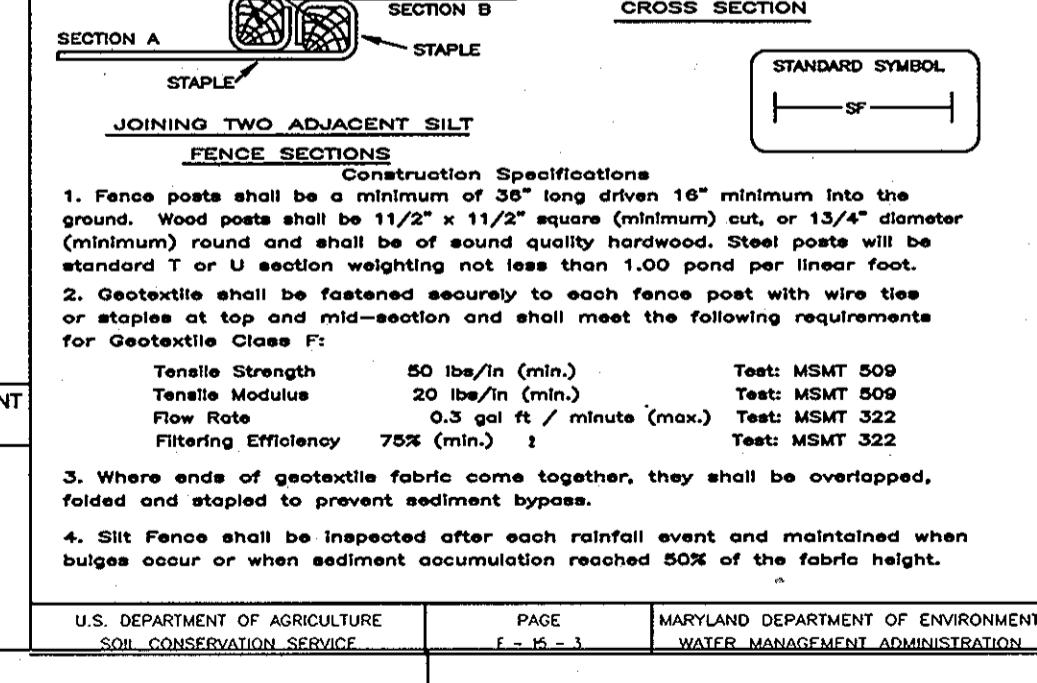 SECTION B
CROSS SECTION
SECTION A
STAPLE
STAPLE
STANDARD SYMBOL
SF
JOINING TWO ADJACENT SILT
FENCE SECTIONS
Construction Specifications
1. Fence posts shall be a minimum of 36" long driven 16" minimum into the
ground. Wood posts shall be 11/2" x 11/2" square (minimum) cut, or 13/4" diameter
(minimum) round and shall be of sound quality hardwood. Steel posts will be
standard T or U section weighting not less than 1.00 pond per linear foot.
2. Geotextile shall be fastened securely to each fence post with wire ties
or staples at top and mid-section and shall meet the following requirements
for Geotextile Class F:
Tensile Strength 50 lbs/in (min.) Test: MSMT 509
Tensile Modulus 20 lbs/in (min.) Test: MSMT 509
Flow Rate 0.3 gal ft / minute (max.) Test: MSMT 322
Filtering Efficiency 75% (min.) Test: MSMT 322
3. Where ends of geotextile fabric come together, they shall be overlapped,
folded and stapled to prevent sediment bypass.
4. Silt Fence shall be inspected after each rainfall event and maintained when
bulges occur or when sediment accumulation reached 50% of the fabric height.
NT
U.S. DEPARTMENT OF AGRICULTURE PAGE MARYLAND DEPARTMENT OF ENVIRONMENT
SOIL CONSERVATION SERVICE E - 15 - 3 WATER MANAGEMENT ADMINISTRATION